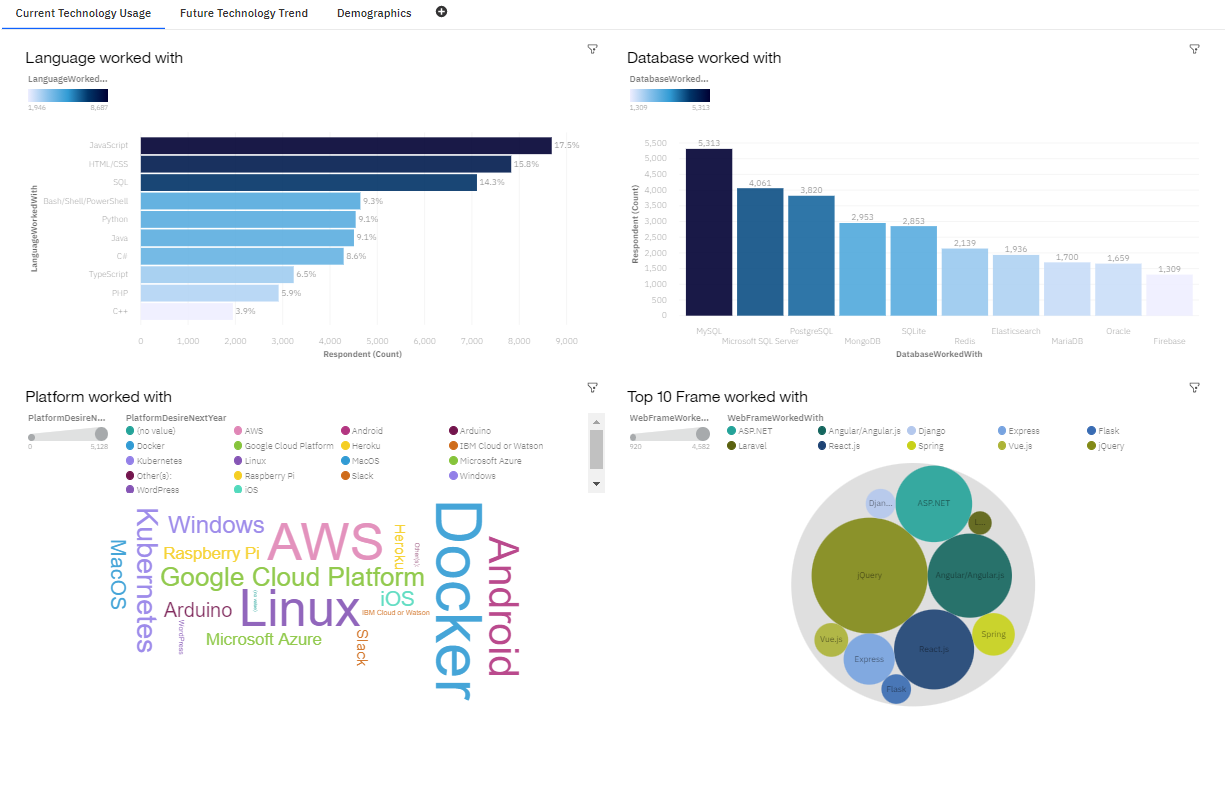 Current Technology Usage Future Technology Trend Demographics
Language worked with
LanguageWorked...
1,946 8,687
LanguageWorkedWith
JavaScript 17.5%
HTML/CSS 15.8%
SQL 14.3%
Bash/Shell/PowerShell 9.3%
Python 9.1%
Java 9.1%
C# 8.6%
TypeScript 6.5%
PHP 5.9%
C++ 3.9%
0 1,000 2,000 3,000 4,000 5,000 6,000 7,000 8,000 9,000
Respondent (Count)
Database worked with
DatabaseWorked...
1,309 5,313
Respondent (Count)
5,500
5,000
4,500
4,000
3,500
3,000
2,500
2,000
1,500
1,000
500
0
5,313 4,061 3,820 2,953 2,853 2,139 1,936 1,700 1,659 1,309
MySQL PostgreSQL SQLite Elasticsearch Oracle
Microsoft SQL Server MongoDB Redis MariaDB Firebase
DatabaseWorkedWith
Platform worked with
PlatformDesireN... PlatformDesireNextYear
0 5,128
(no value) AWS Android Arduino
Docker Google Cloud Platform Heroku IBM Cloud or Watson
Kubernetes Linux MacOS Microsoft Azure
Other(s): Raspberry Pi Slack Windows
WordPress iOS
MacOS
Kubernetes
Windows
AWS
Heroku
Other(s):
Docker
Android
Raspberry Pi
Google Cloud Platform
Arduino
(no value)
Linux
iOS
IBM Cloud or Watson
WordPress
Microsoft Azure
Slack
Top 10 Frame worked with
WebFrameWorke... WebFrameWorkedWith
920 4,582
ASP.NET Angular/Angular.js Django Express Flask
Laravel React.js Spring Vue.js jQuery
Djan...
ASP.NET
L...
jQuery
Angular/Angular.js
Vue.js
Spring
Express
React.js
Flask